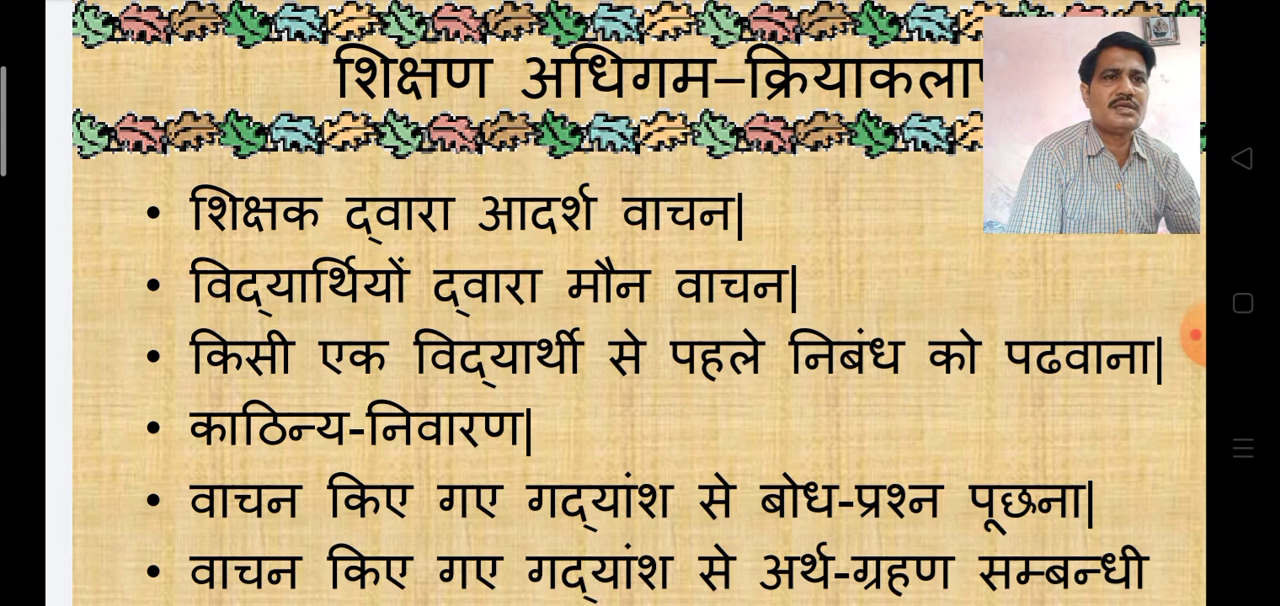 शिक्षण अधिगम–क्रियाकला
• शिक्षक द्वारा आदर्श वाचन|
• विद्यार्थियों द्वारा मौन वाचन|
• किसी एक विद्यार्थी से पहले निबंध को पढवाना|
• काठिन्य-निवारण|
• वाचन किए गए गद्यांश से बोध-प्रश्न पूछना|
• वाचन किए गए गद्यांश से अर्थ-ग्रहण सम्बन्धी